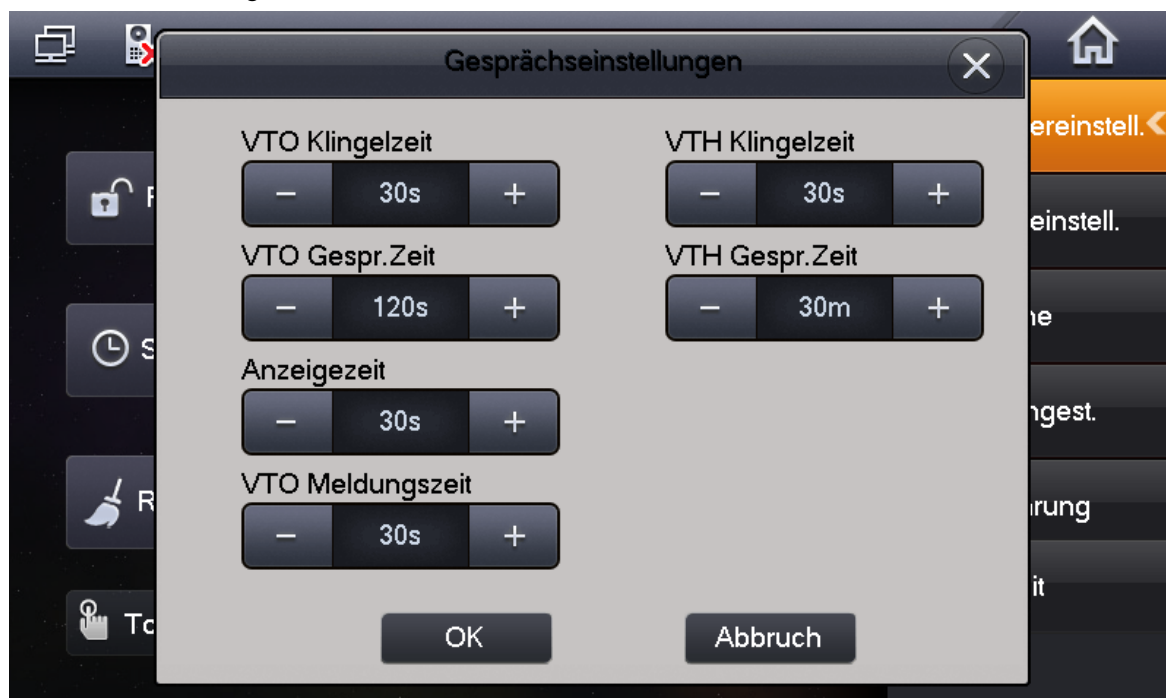 Gesprächseinstellungen
VTO Klingelzeit
30s
VTH Klingelzeit
30s
VTO Gespr.Zeit
120s
VTH Gespr.Zeit
30m
Anzeigezeit
30s
VTO Meldungszeit
30s
OK
Abbruch
ereinstell.
einstell.
ne
ngest.
rung
it
F
S
R
To